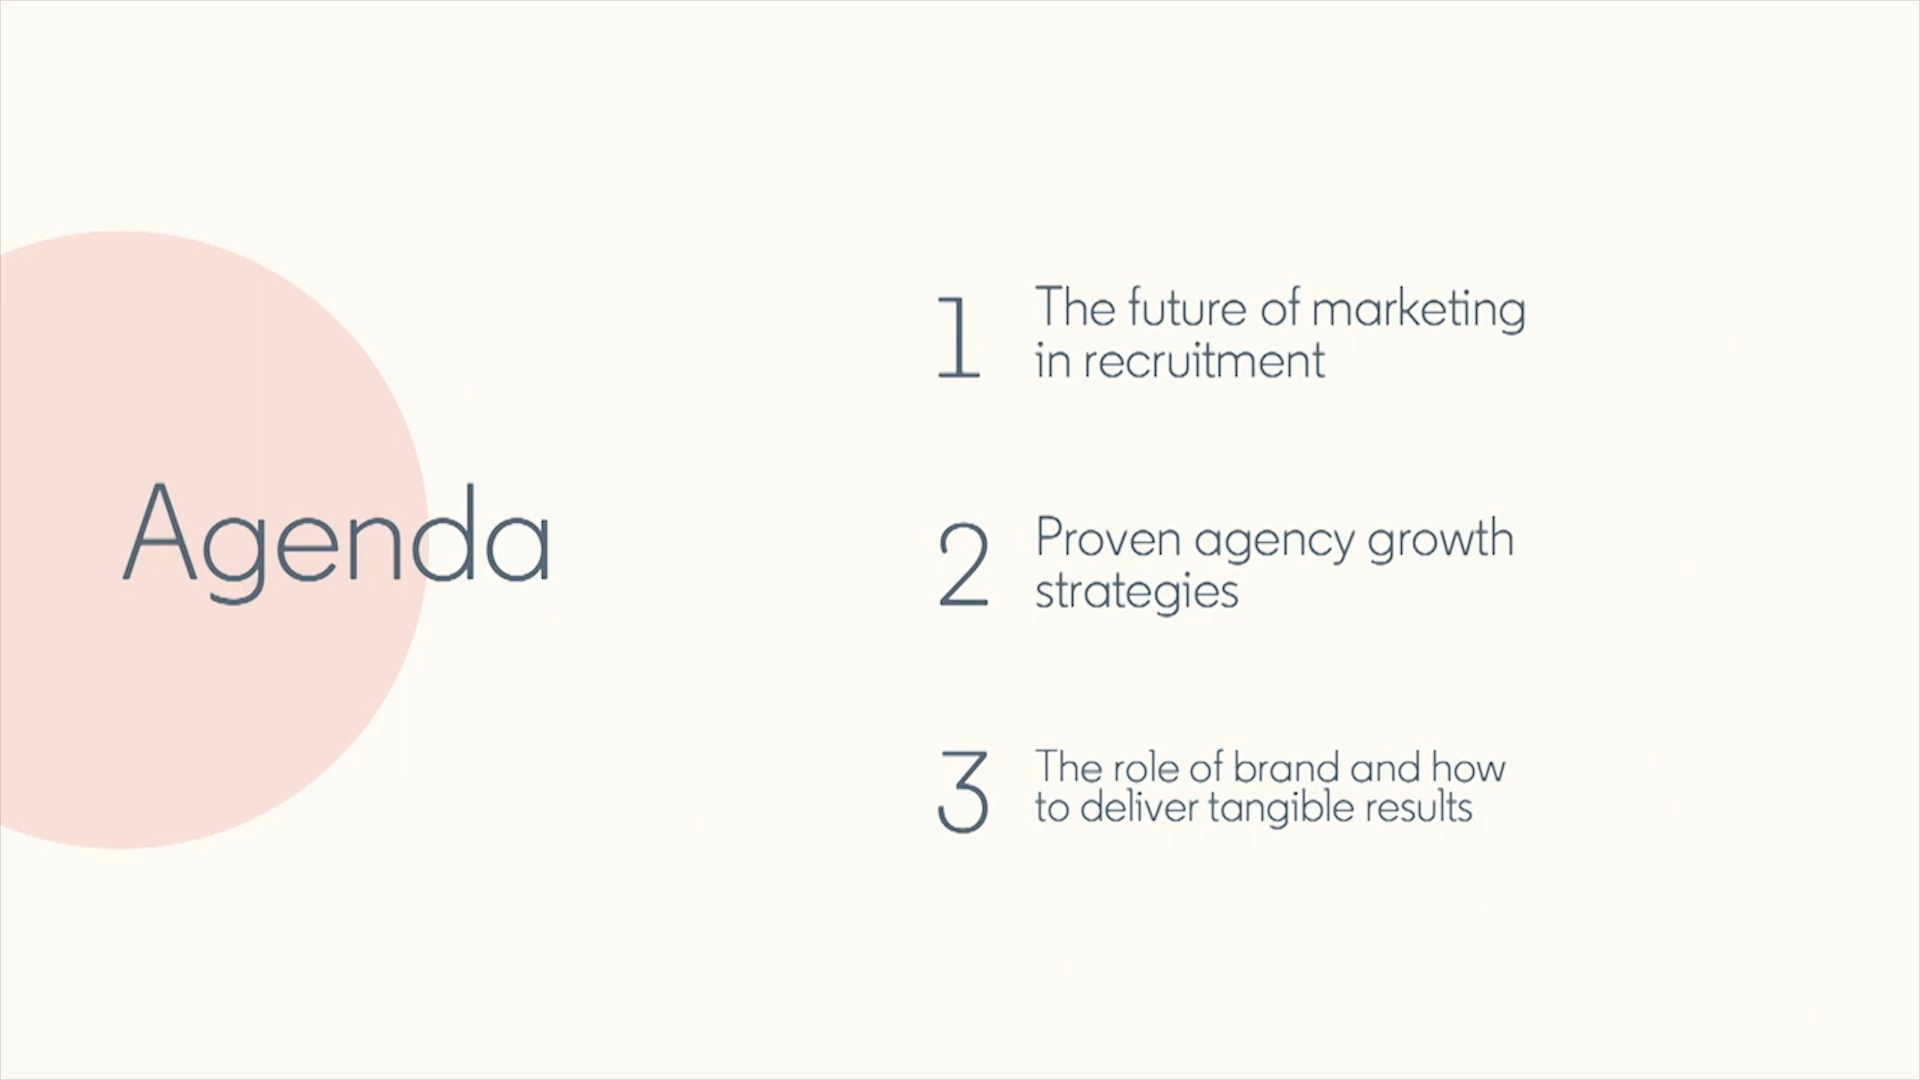 Agenda
1
The future of marketing
in recruitment
2
Proven agency growth
strategies
3
The role of brand and how
to deliver tangible results